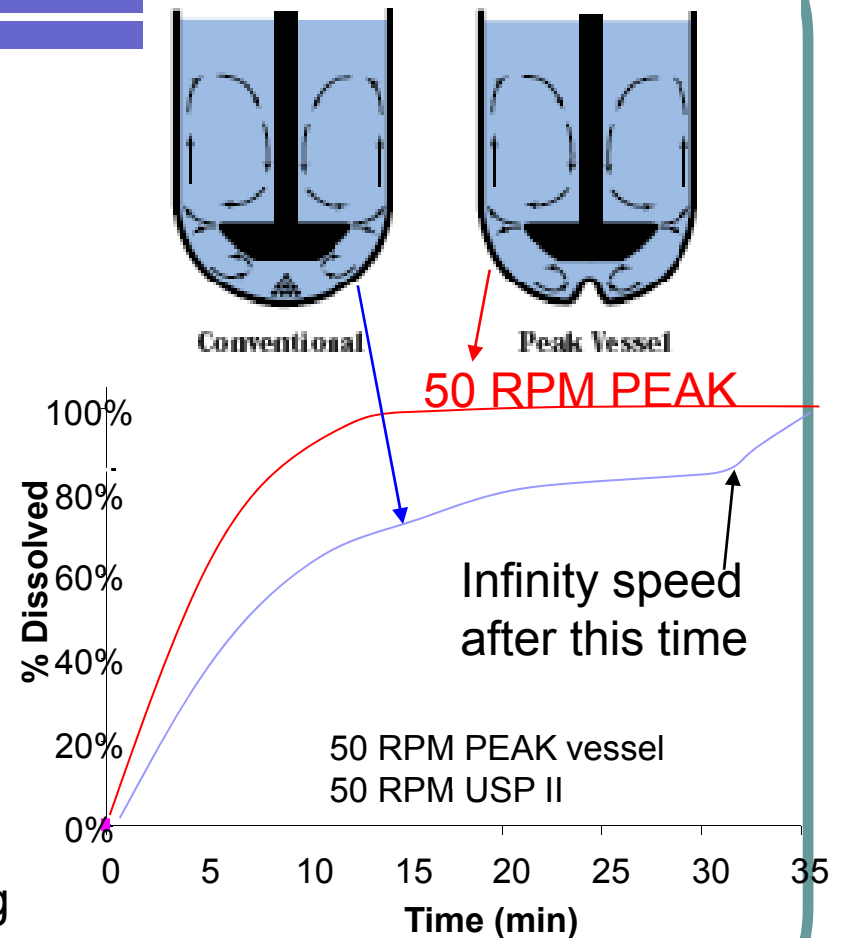 Conventional
Peak Vessel
50 RPM PEAK
100%
80%
60%
40%
20%
0%
% Dissolved
Infinity speed
after this time
50 RPM PEAK vessel
50 RPM USP II
0 5 10 15 20 25 30 35
Time (min)
g